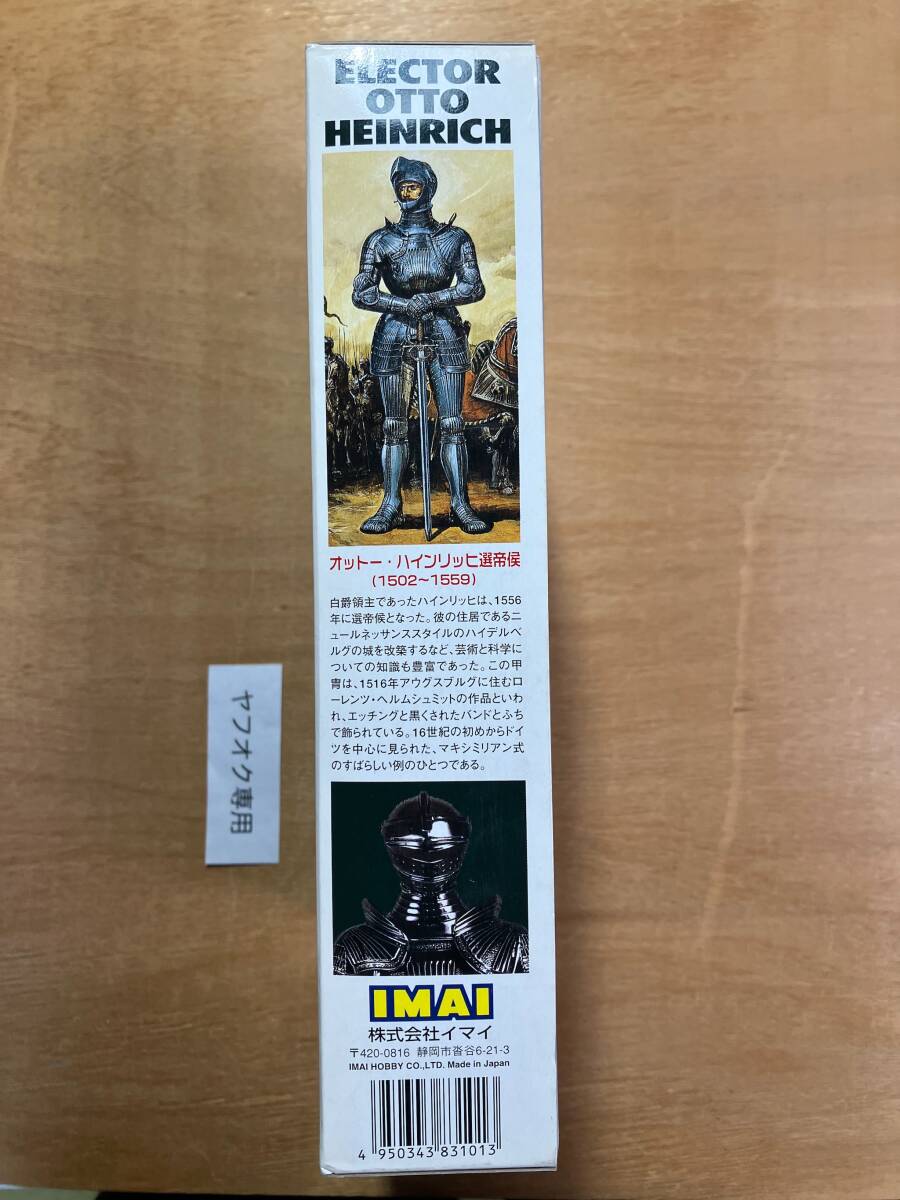 ELECTOR
OTTO
HEINRICH
オットー・ハインリッヒ選帝侯
(1502〜1559)
白爵領主であったハインリッヒは、1556
年に選帝候となった。彼の住居であるニ
ュールネッサンススタイルのハイデルベ
ルグの城を改築するなど、芸術と科学に
ついての知識も豊富であった。この甲
冑は、1516年アウグスブルグに住むロー
レンツ・ヘルムシュミットの作品といわ
れ、エッチングと黒くされたバンドとふち
で飾られている。16世紀の初めからドイ
ツを中心に見られた、マキシミリアン式
のすばらしい例のひとつである。
IMAI
株式会社イマイ
〒420-0816 静岡市沓谷6-21-3
IMAI HOBBY CO.,LTD. Made in Japan
4 950343 831013
ヤフオク専用